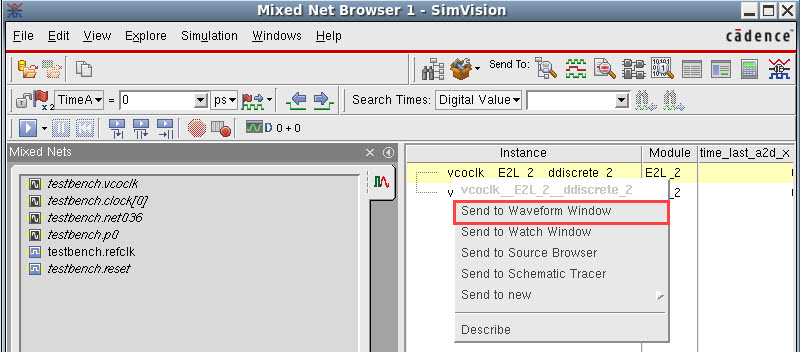 Mixed Net Browser 1 - SimVision
File Edit View Explore Simulation Windows Help
cādence
Send To:
x2 TimeA = 0 ps Search Times: Digital Value
D 0 + 0
Mixed Nets
Instance Module time_last_a2d_x
testbench.vcoclk
testbench.clock[0]
testbench.net036
testbench.p0
testbench.refclk
testbench.reset
vcoclk__E2L_2__ddiscrete_2 E2L_2
vcoclk__E2L_2__ddiscrete_2
Send to Waveform Window
Send to Watch Window
Send to Source Browser
Send to Schematic Tracer
Send to new
Describe